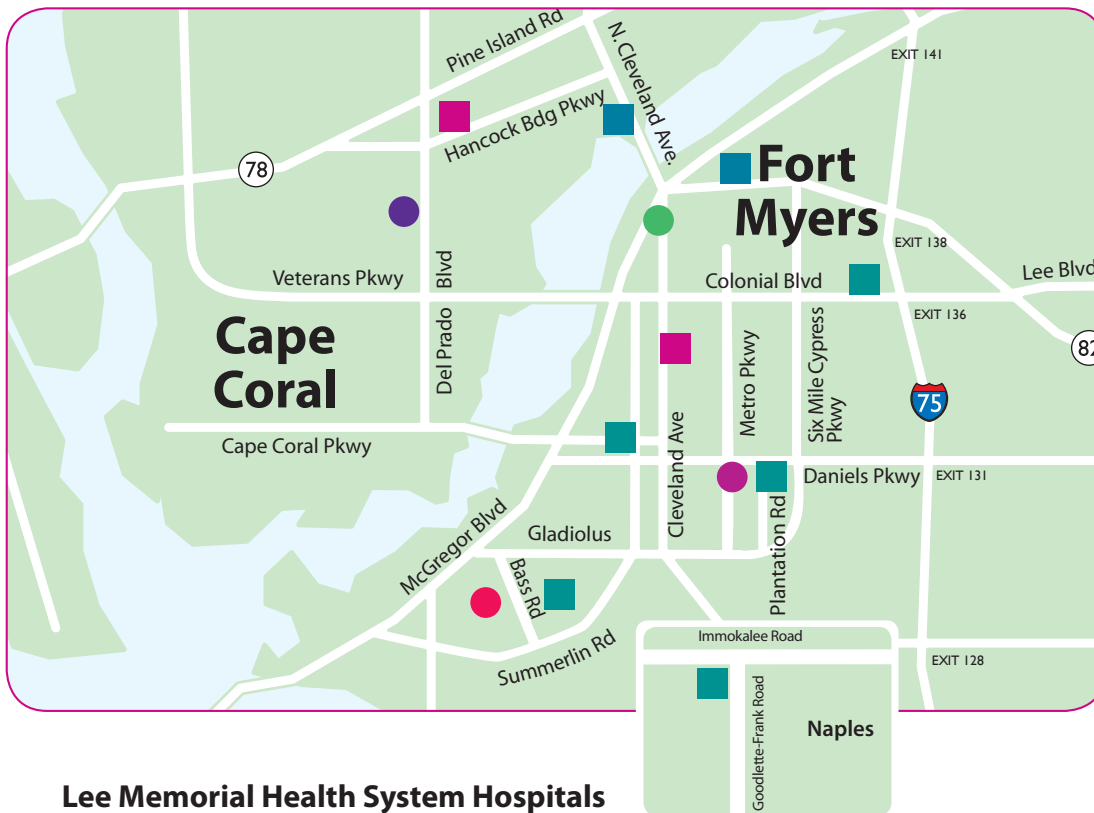 Pine Island Rd
N. Cleveland Ave.
EXIT 141
Hancock Bdg Pkwy
78
Fort
Myers
EXIT 138
Veterans Pkwy
Del Prado Blvd
Colonial Blvd
Lee Blvd
EXIT 136
Cape
Coral
82
75
Metro Pkwy
Six Mile Cypress
Pkwy
Cape Coral Pkwy
Cleveland Ave
Daniels Pkwy
EXIT 131
McGregor Blvd
Gladiolus
Bass Rd
Plantation Rd
Summerlin Rd
Immokalee Road
EXIT 128
Goodlette-Frank Road
Naples
Lee Memorial Health System Hospitals